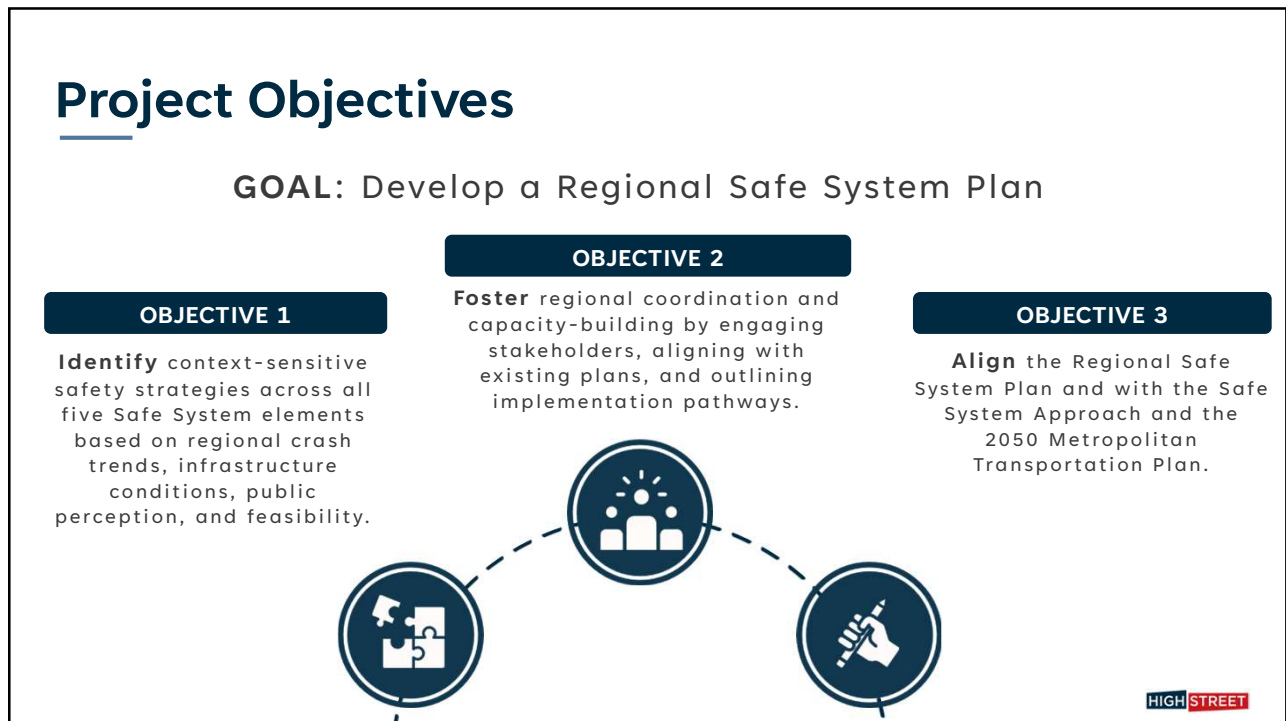 Project Objectives
GOAL: Develop a Regional Safe System Plan
OBJECTIVE 1
Identify context-sensitive
safety strategies across all
five Safe System elements
based on regional crash
trends, infrastructure
conditions, public
perception, and feasibility.
OBJECTIVE 2
Foster regional coordination and
capacity-building by engaging
stakeholders, aligning with
existing plans, and outlining
implementation pathways.
OBJECTIVE 3
Align the Regional Safe
System Plan and with the Safe
System Approach and the
2050 Metropolitan
Transportation Plan.
HIGH STREET